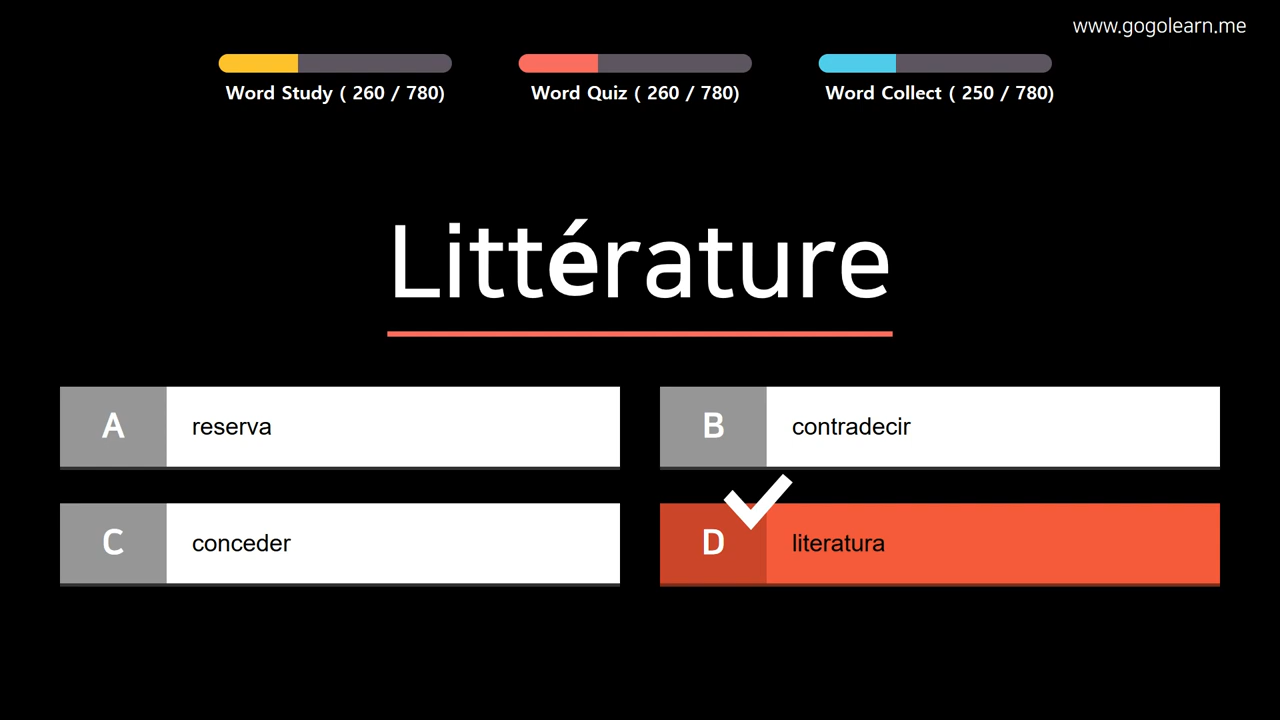 www.gogolearn.me
Word Study ( 260 / 780)
Word Quiz ( 260 / 780)
Word Collect ( 250 / 780)
Littérature
A
reserva
B
contradecir
C
conceder
D
literatura